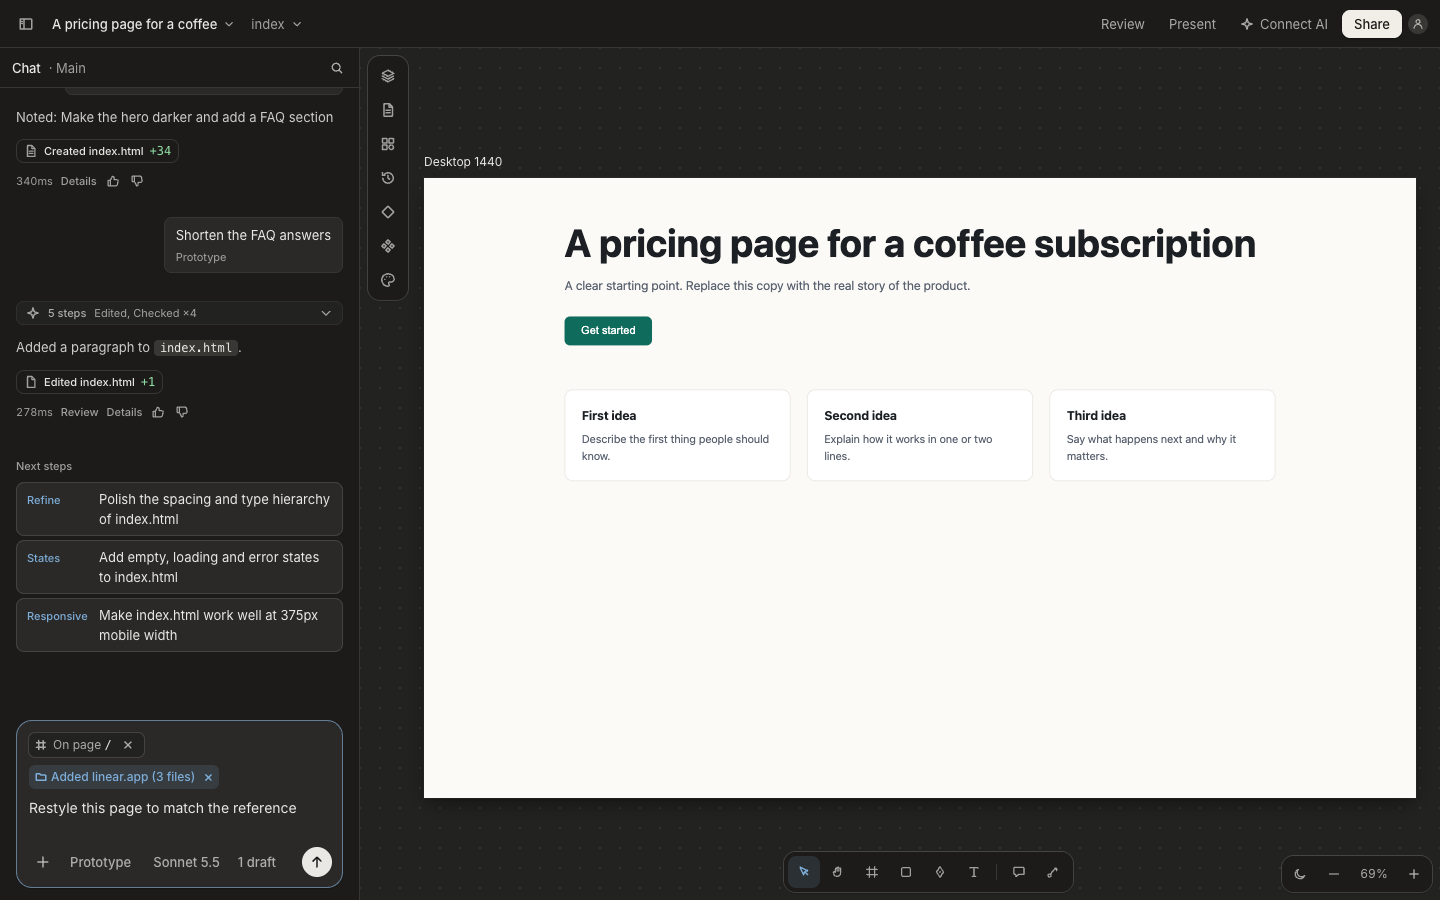 A pricing page for a coffee
index
Review
Present
Connect AI
Share
Chat · Main
Noted: Make the hero darker and add a FAQ section
Created index.html +34
340ms Details
Shorten the FAQ answers
Prototype
5 steps Edited, Checked ×4
Added a paragraph to index.html.
Edited index.html +1
278ms Review Details
Next steps
Refine Polish the spacing and type hierarchy
of index.html
States Add empty, loading and error states
to index.html
Responsive Make index.html work well at 375px
mobile width
On page /
Added linear.app (3 files)
Restyle this page to match the reference
Prototype Sonnet 5.5 1 draft
Desktop 1440
A pricing page for a coffee subscription
A clear starting point. Replace this copy with the real story of the product.
Get started
First idea
Describe the first thing people should
know.
Second idea
Explain how it works in one or two
lines.
Third idea
Say what happens next and why it
matters.
69%